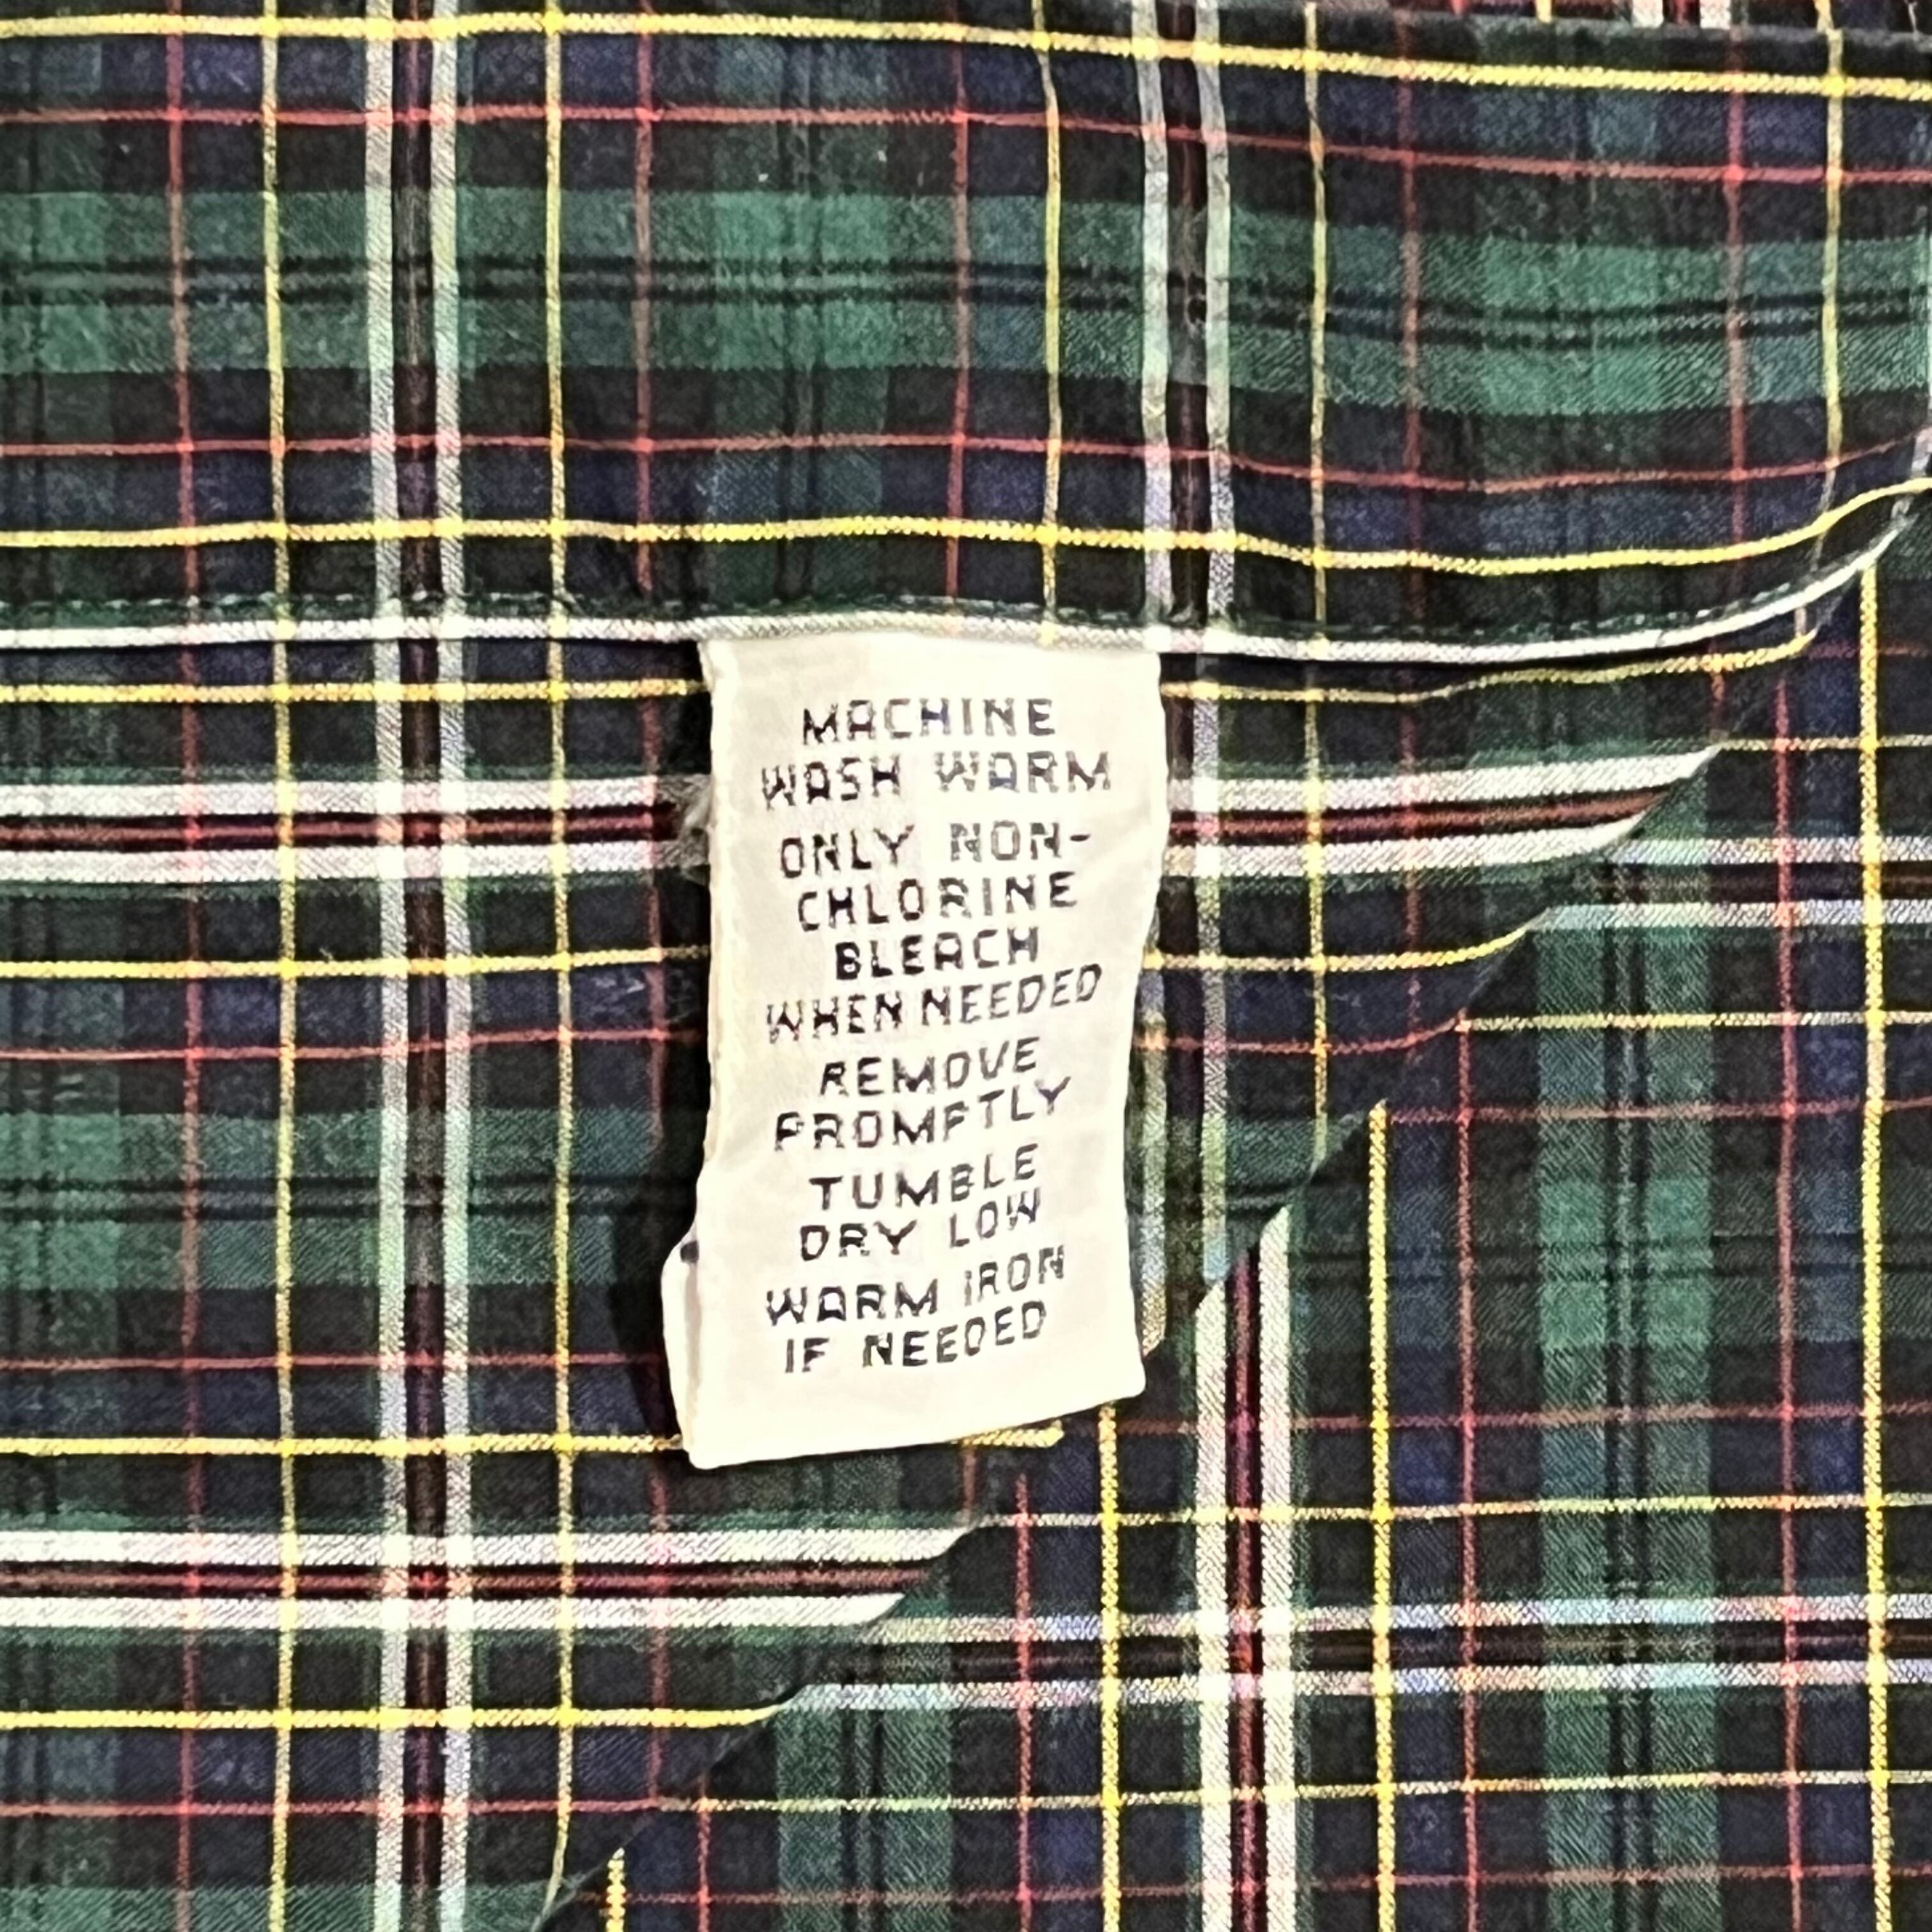 MACHINE
WASH WARM
ONLY NON-
CHLORINE
BLEACH
WHEN NEEDED
REMOVE
PROMPTLY
TUMBLE
DRY LOW
WARM IRON
IF NEEDED